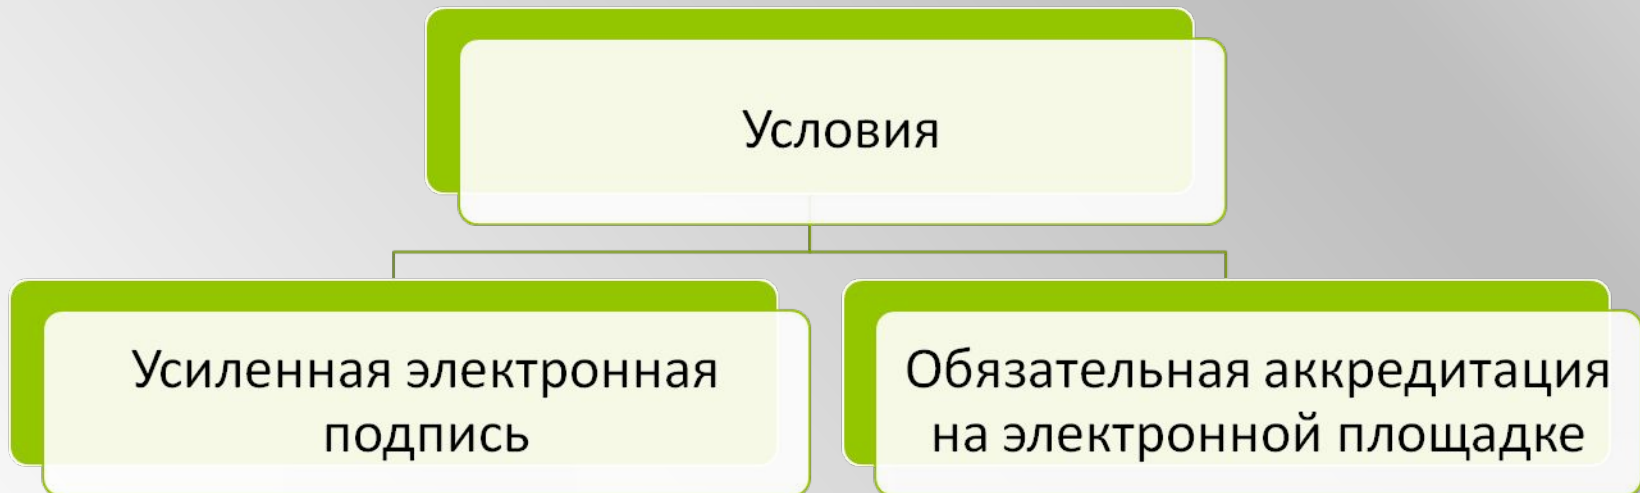 Условия
Усиленная электронная
подпись
Обязательная аккредитация
на электронной площадке